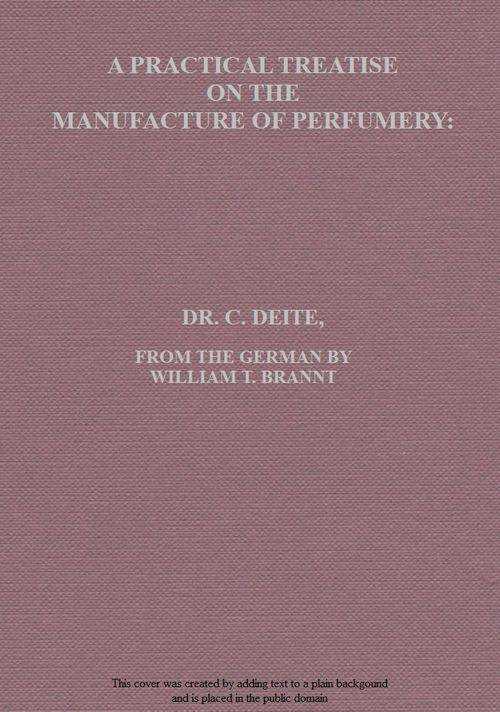 A PRACTICAL TREATISE
ON THE
MANUFACTURE OF PERFUMERY:
DR. C. DEITE,
FROM THE GERMAN BY
WILLIAM T. BRANNT
This cover was created by adding text to a plain backgound
and is placed in the public domain